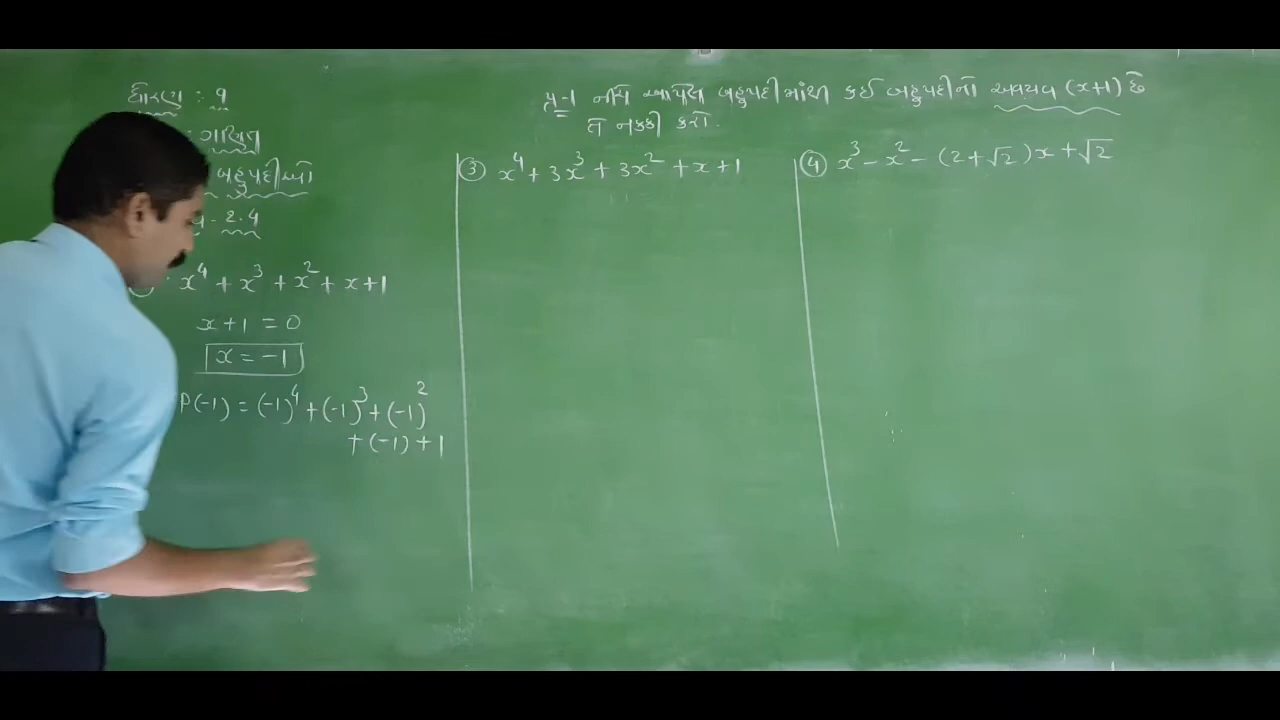 ધોરણ : ૧
ગણિત
બહુપદીઓ
- 2.4
x⁴ + x³ + x² + x + 1
x + 1 = 0
x = -1
P(-1) = (-1)⁴ + (-1)³ + (-1)²
+ (-1) + 1
પ્ર-1 નીચે આપેલ બહુપદીમાંથી કઈ બહુપદીનો અવયવ (x+1) છે
તે નક્કી કરો.
③ x⁴ + 3x³ + 3x² + x + 1
④ x³ - x² - (2+√2)x + √2